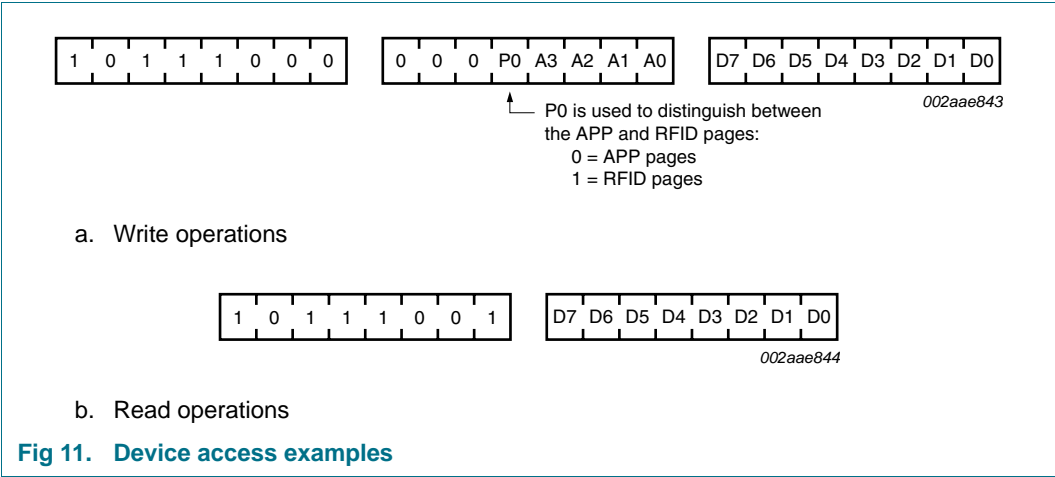 1 0 1 1 1 0 0 0 0 0 0 P0 A3 A2 A1 A0 D7 D6 D5 D4 D3 D2 D1 D0
002aae843
P0 is used to distinguish between
the APP and RFID pages:
0 = APP pages
1 = RFID pages
a. Write operations
1 0 1 1 1 0 0 1 D7 D6 D5 D4 D3 D2 D1 D0
002aae844
b. Read operations
Fig 11. Device access examples